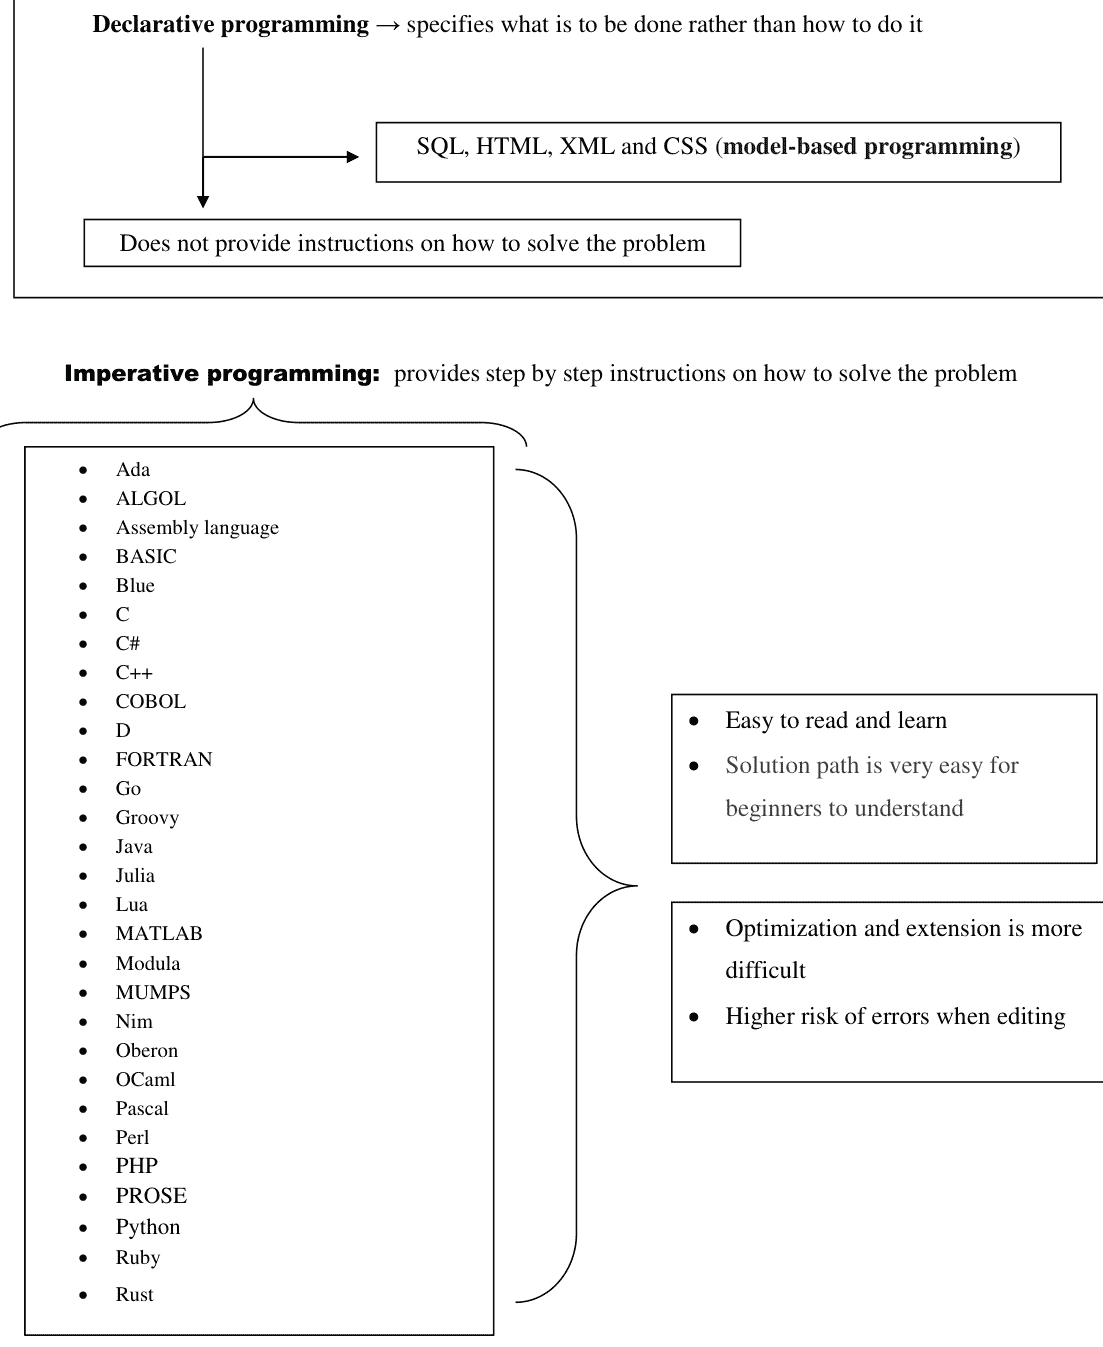 Declarative programming → specifies what is to be done rather than how to do it
SQL, HTML, XML and CSS (model-based programming)
Does not provide instructions on how to solve the problem
Imperative programming: provides step by step instructions on how to solve the problem
• Ada
• ALGOL
• Assembly language
• BASIC
• Blue
• C
• C#
• C++
• COBOL
• D
• FORTRAN
• Go
• Groovy
• Java
• Julia
• Lua
• MATLAB
• Modula
• MUMPS
• Nim
• Oberon
• OCaml
• Pascal
• Perl
• PHP
• PROSE
• Python
• Ruby
• Rust
• Easy to read and learn
• Solution path is very easy for
beginners to understand
• Optimization and extension is more
difficult
• Higher risk of errors when editing